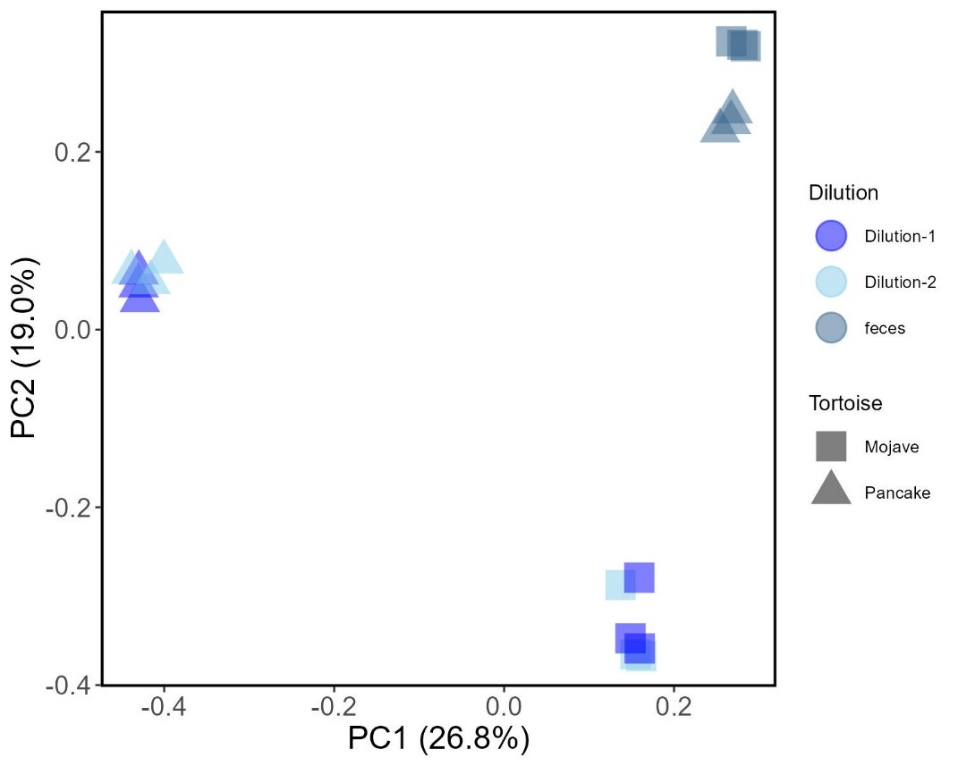 0.2
0.0
-0.2
-0.4
PC2 (19.0%)
-0.4
-0.2
0.0
0.2
PC1 (26.8%)
Dilution
Dilution-1
Dilution-2
feces
Tortoise
Mojave
Pancake